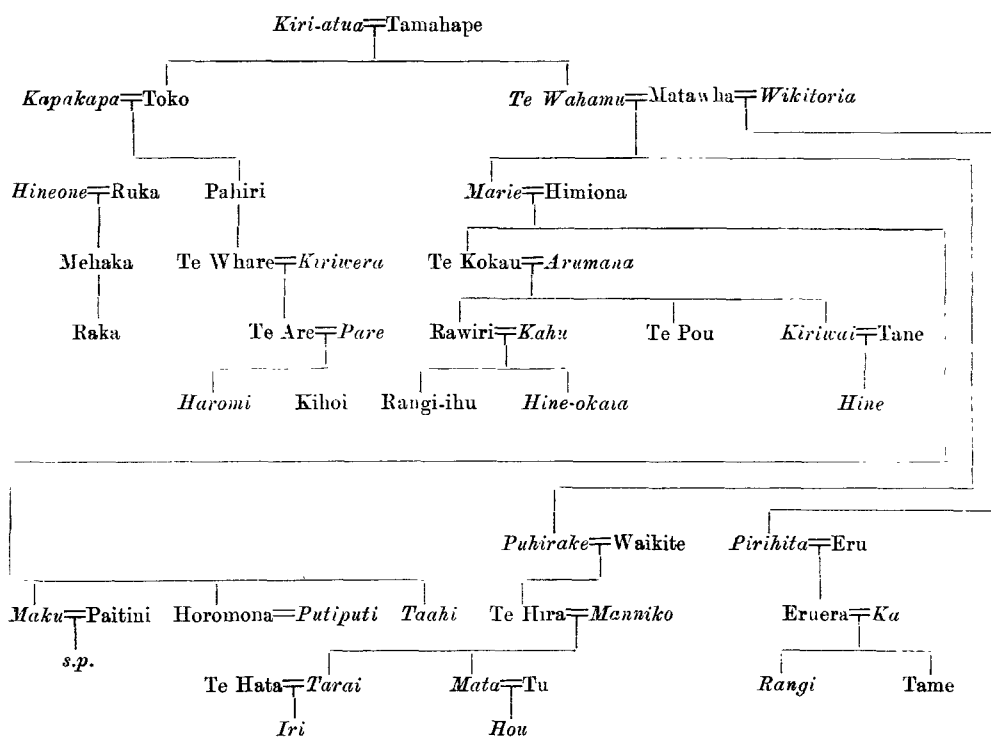 Kiri-atua Tamahape
Kapakapa Toko Te Wahamu Matawha Wikitoria
Hineone Ruka Pahiri Marie Himiona
Mehaka Te Whare Kiriwera Te Kokau Arumana
Raka Te Are Pare Rawiri Kahu Te Pou Kiriwai Tane
Haromi Kihoi Rangi-ihu Hine-okaia Hine
Puhirake Waikite Pirihita Eru
Maku Paitini Horomona Putiputi Taahi Te Hira Manniko Eruera Ka
s.p.
Te Hata Tarai Mata Tu Rangi Tame
Iri Hou